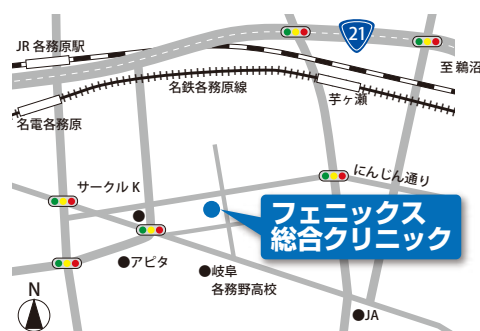 JR 各務原駅
21
至 鵜沼
名鉄各務原線
芋ヶ瀬
名電各務原
サークル K
にんじん通り
フェニックス
総合クリニック
アピタ
岐阜
各務野高校
N
JA